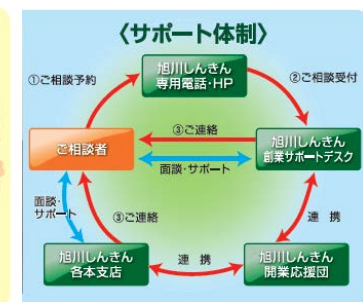 〈サポート体制〉
旭川しんきん
専用電話･HP
①ご相談予約
②ご相談受付
③ご連絡
ご相談者
旭川しんきん
創業サポートデスク
面談･サポート
面談･
サポート
③ご連絡
連 携
連 携
旭川しんきん
各本支店
旭川しんきん
開業応援団